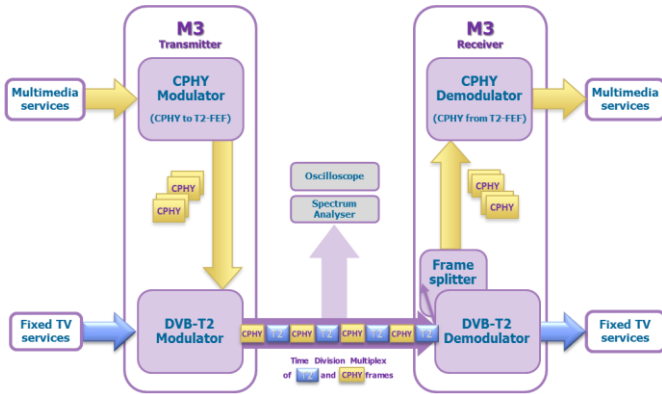 M3
Transmitter
M3
Receiver
Multimedia
services
CPHY
Modulator
(CPHY to T2-FEF)
CPHY
Demodulator
(CPHY from T2-FEF)
Multimedia
services
CPHY
CPHY
Oscilloscope
Spectrum
Analyser
CPHY
CPHY
Frame
splitter
Fixed TV
services
DVB-T2
Modulator
CPHY T2 CPHY T2 CPHY T2 CPHY T2
DVB-T2
Demodulator
Fixed TV
services
Time Division Multiplex
of T2 and CPHY frames